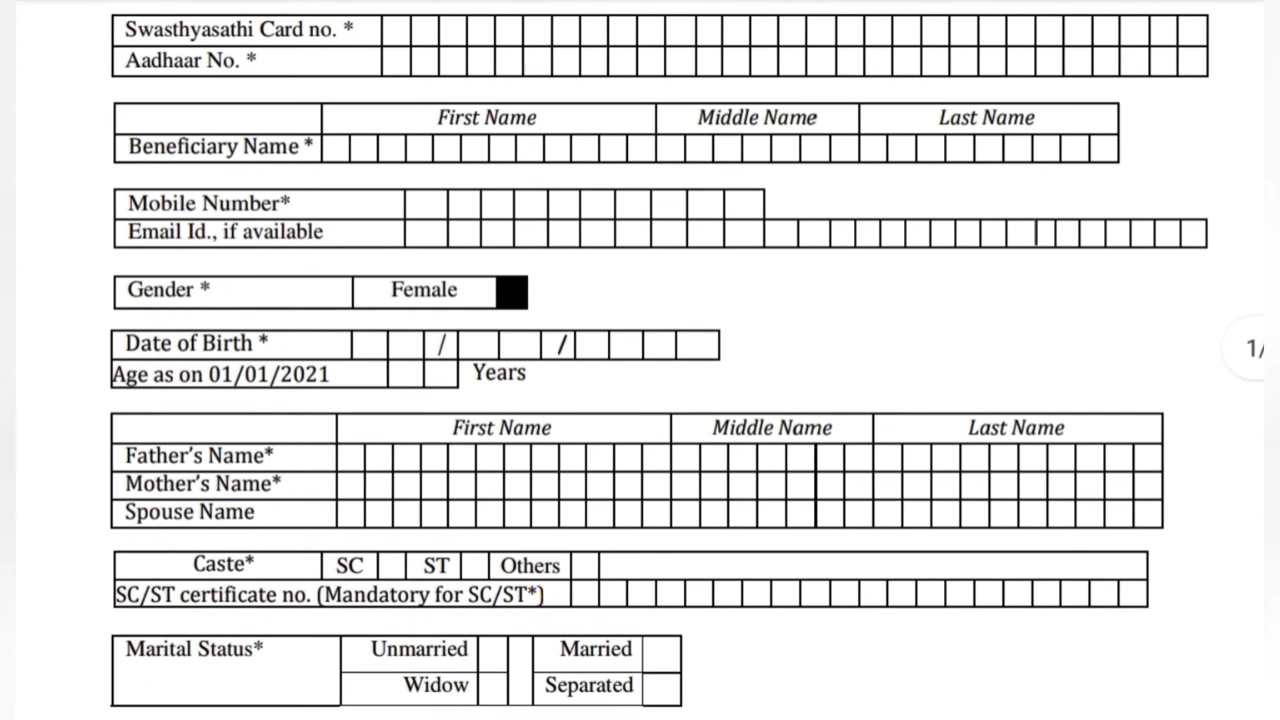 Swasthyasathi Card no. *
Aadhaar No. *
First Name Middle Name Last Name
Beneficiary Name *
Mobile Number*
Email Id., if available
Gender * Female
Date of Birth * / /
Age as on 01/01/2021 Years
1/
First Name Middle Name Last Name
Father's Name*
Mother's Name*
Spouse Name
Caste* SC ST Others
SC/ST certificate no. (Mandatory for SC/ST*)
Marital Status* Unmarried Married
Widow Separated